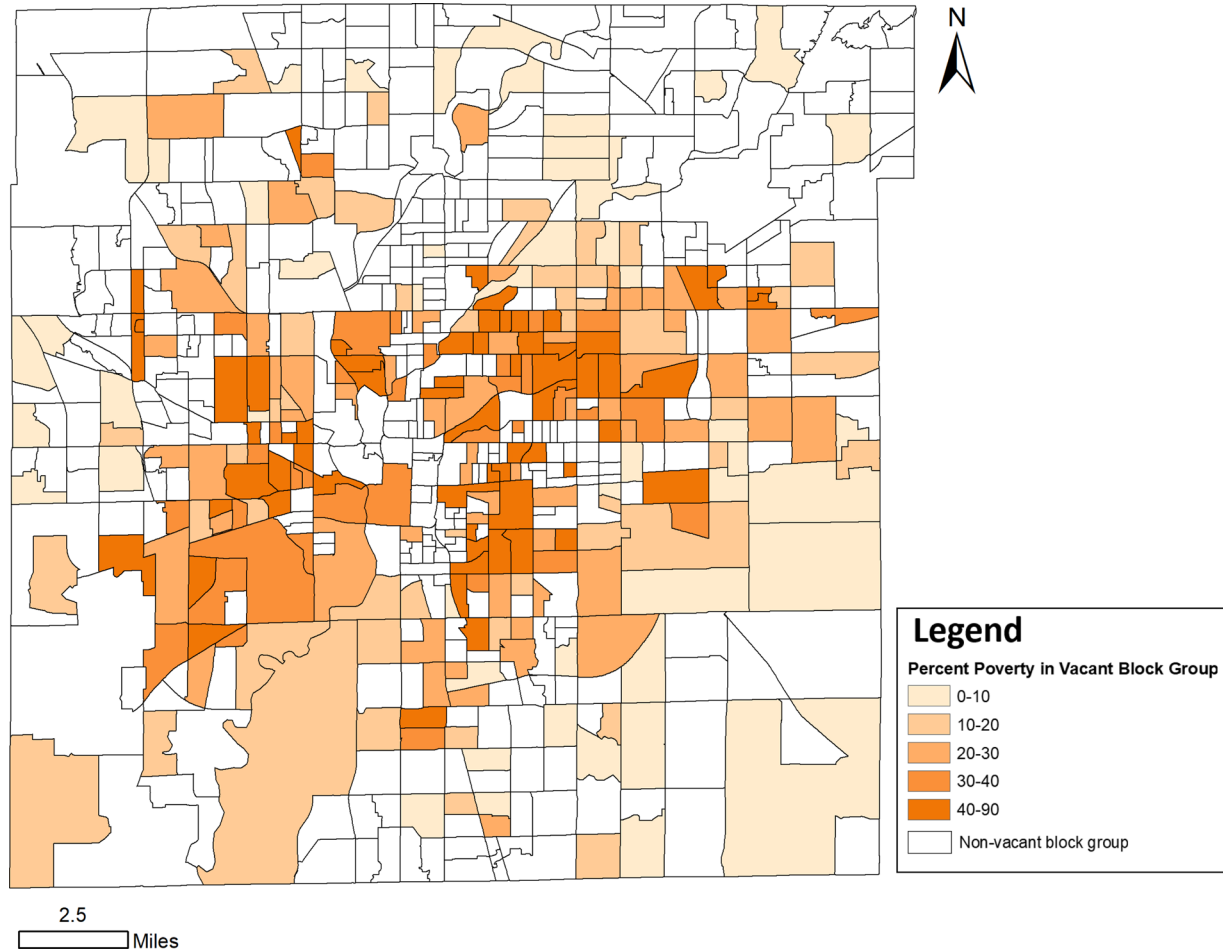 N
Legend
Percent Poverty in Vacant Block Group
0-10
10-20
20-30
30-40
40-90
Non-vacant block group
2.5
Miles